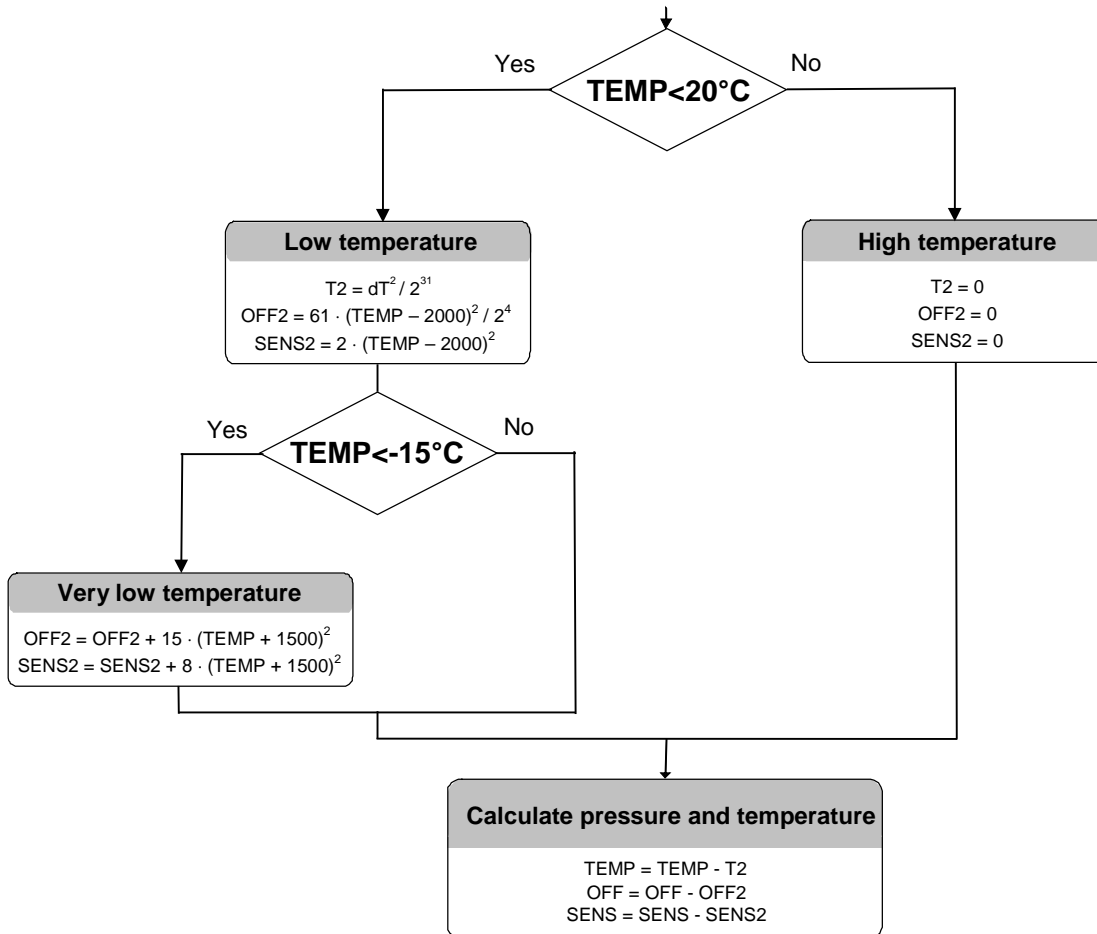 Yes
No
TEMP<20°C
Low temperature
T2 = dT² / 2³¹
OFF2 = 61 · (TEMP – 2000)² / 2⁴
SENS2 = 2 · (TEMP – 2000)²
High temperature
T2 = 0
OFF2 = 0
SENS2 = 0
Yes
No
TEMP<-15°C
Very low temperature
OFF2 = OFF2 + 15 · (TEMP + 1500)²
SENS2 = SENS2 + 8 · (TEMP + 1500)²
Calculate pressure and temperature
TEMP = TEMP - T2
OFF = OFF - OFF2
SENS = SENS - SENS2